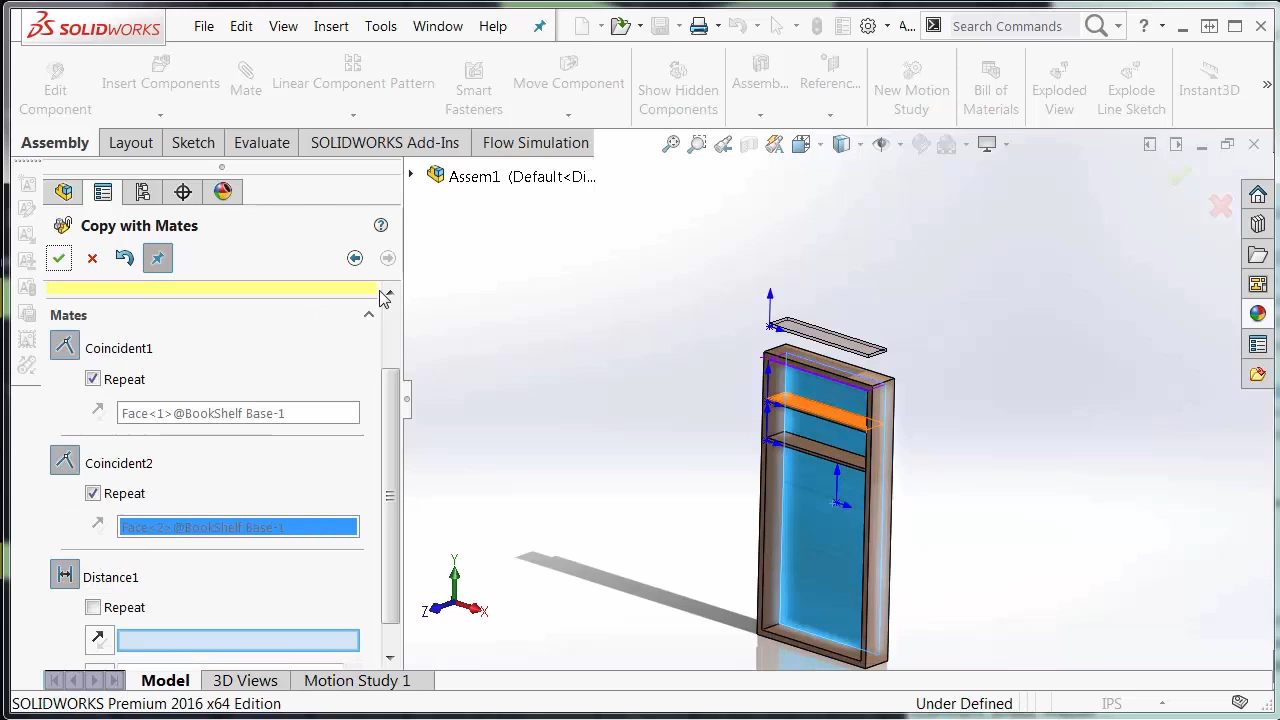 SOLIDWORKS File Edit View Insert Tools Window Help A... Search Commands ?
Edit Component Insert Components Mate Linear Component Pattern Smart Fasteners Move Component Show Hidden Components Assemb... Referenc... New Motion Study Bill of Materials Exploded View Explode Line Sketch Instant3D »
Assembly Layout Sketch Evaluate SOLIDWORKS Add-Ins Flow Simulation
Assem1 (Default<Di...
Copy with Mates
Mates
Coincident1
Repeat
Face<1>@BookShelf Base-1
Coincident2
Repeat
Face<2>@BookShelf Base-1
Distance1
Repeat
Y
Z X
Model 3D Views Motion Study 1
SOLIDWORKS Premium 2016 x64 Edition Under Defined IPS